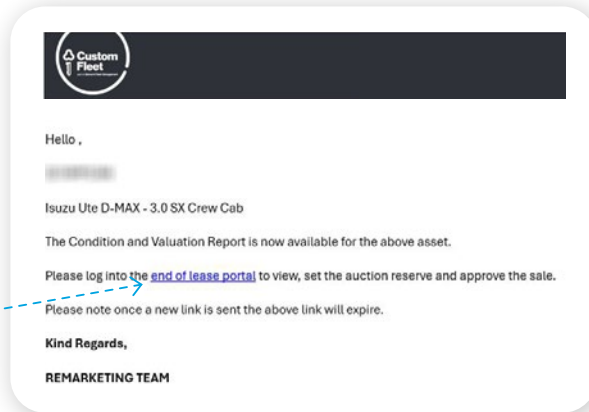 Custom
Fleet
Hello ,
Isuzu Ute D-MAX - 3.0 SX Crew Cab
The Condition and Valuation Report is now available for the above asset.
Please log into the end of lease portal to view, set the auction reserve and approve the sale.
Please note once a new link is sent the above link will expire.
Kind Regards,
REMARKETING TEAM